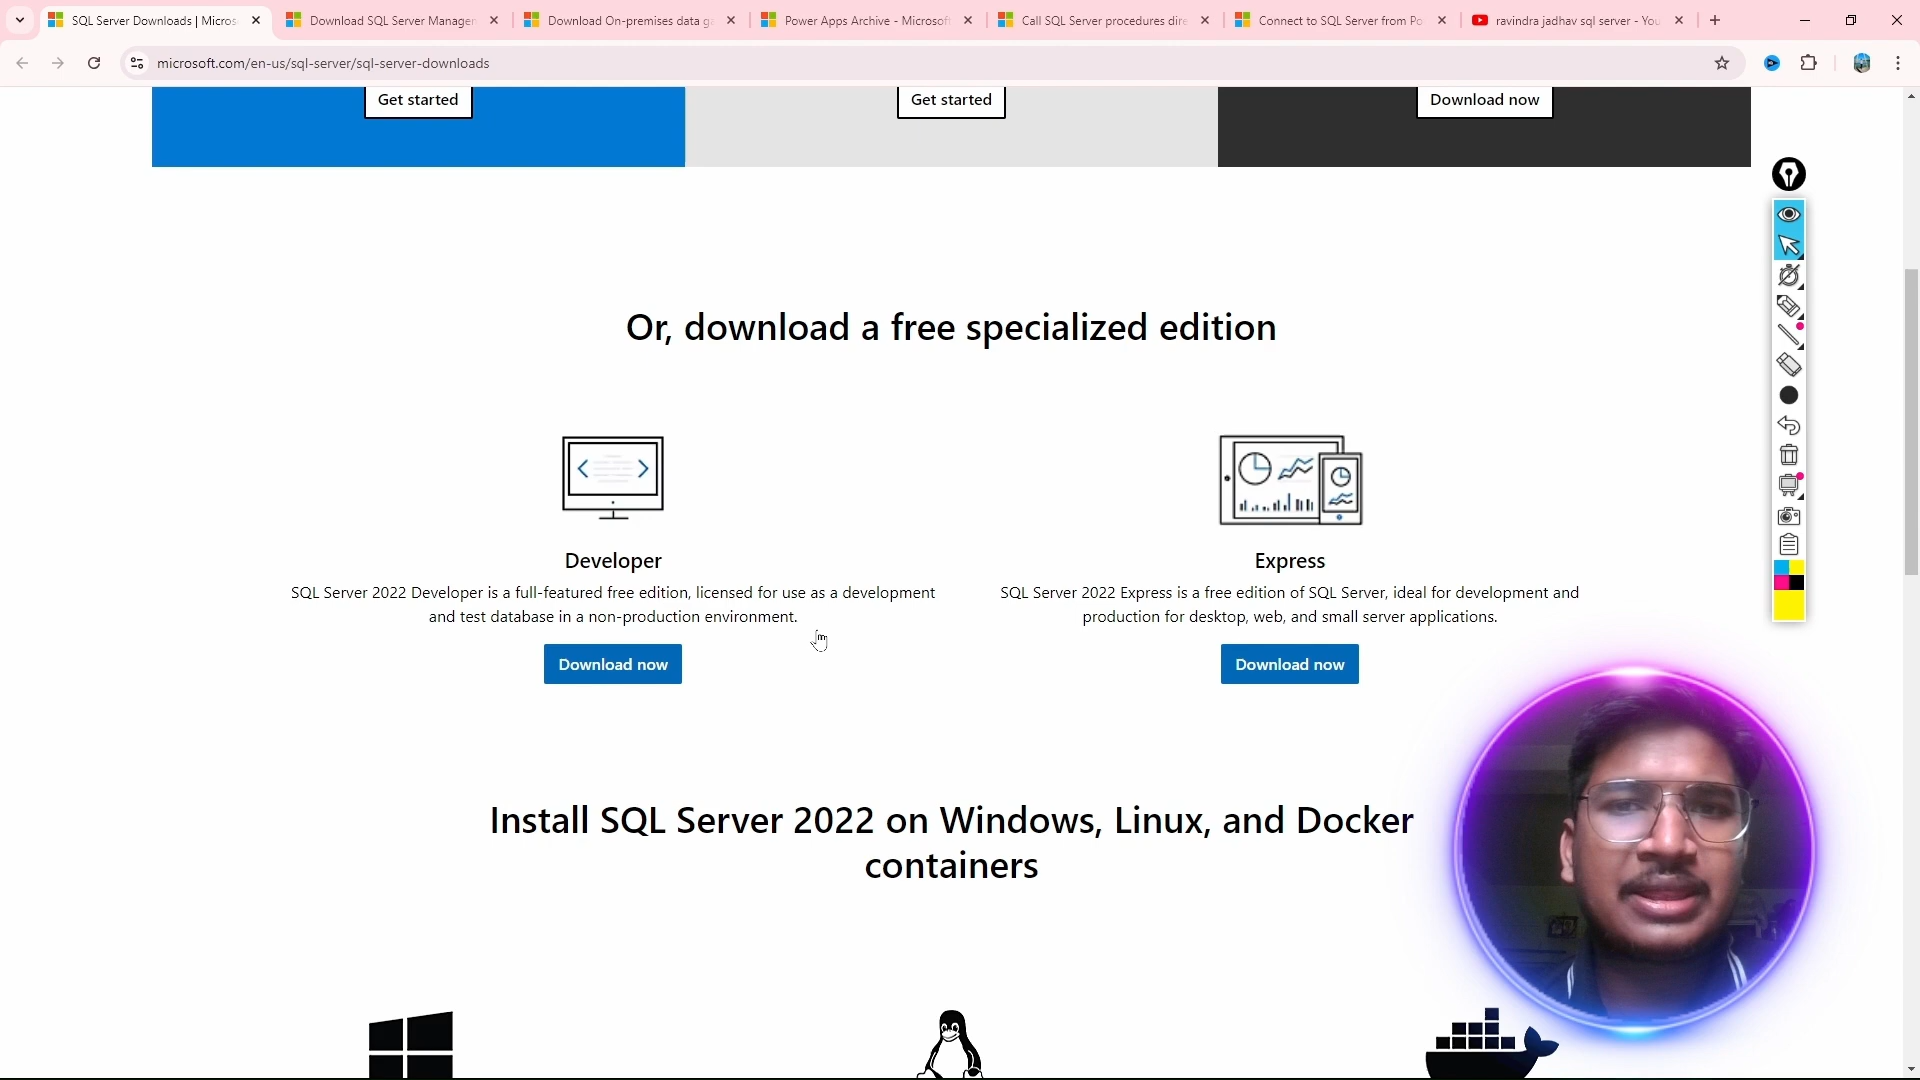 SQL Server Downloads | Micros
Download SQL Server Managen
Download On-premises data ga
Power Apps Archive - Microsoft
Call SQL Server procedures dire
Connect to SQL Server from Po
ravindra jadhav sql server - You
microsoft.com/en-us/sql-server/sql-server-downloads
Get started
Get started
Download now
Or, download a free specialized edition
Developer
SQL Server 2022 Developer is a full-featured free edition, licensed for use as a development
and test database in a non-production environment.
Download now
Express
SQL Server 2022 Express is a free edition of SQL Server, ideal for development and
production for desktop, web, and small server applications.
Download now
Install SQL Server 2022 on Windows, Linux, and Docker
containers